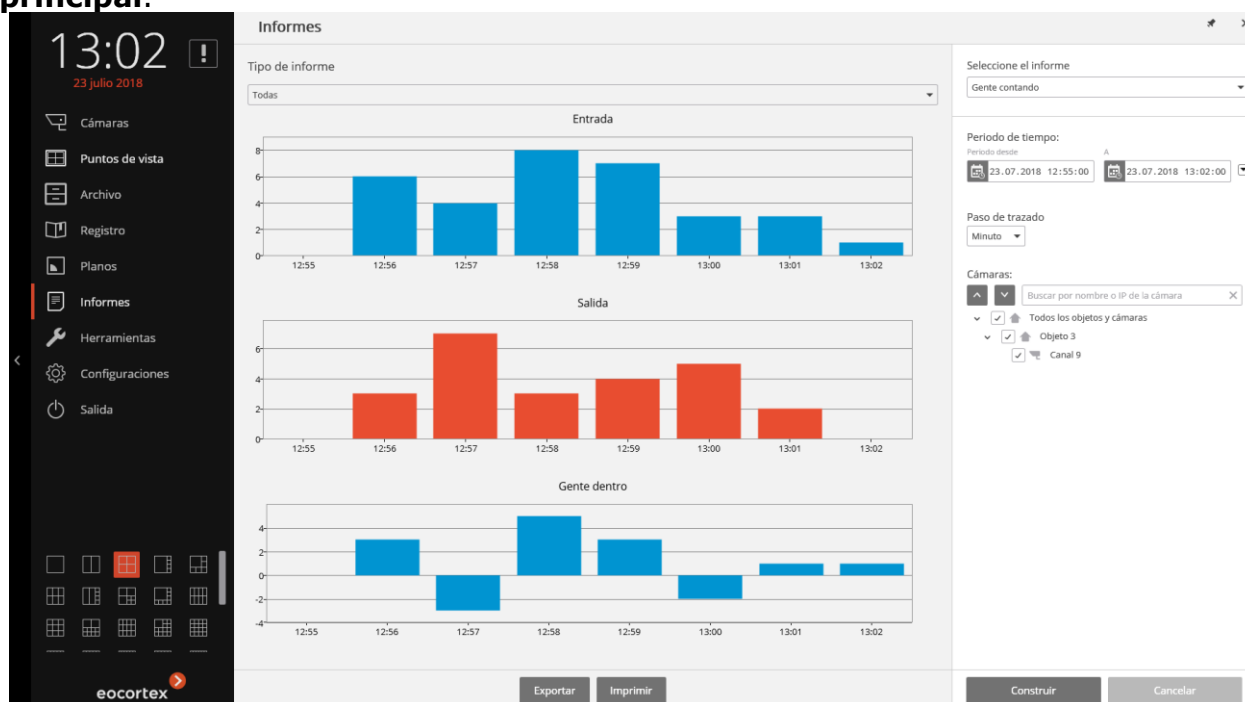 principal.
13:02
23 julio 2018
Cámaras
Puntos de vista
Archivo
Registro
Planos
Informes
Herramientas
Configuraciones
Salida
eocortex
Informes
Tipo de informe
Todas
Entrada
8
6
4
2
0
12:55 12:56 12:57 12:58 12:59 13:00 13:01 13:02
Salida
6
4
2
0
12:55 12:56 12:57 12:58 12:59 13:00 13:01 13:02
Gente dentro
4
2
0
-2
-4
12:55 12:56 12:57 12:58 12:59 13:00 13:01 13:02
Exportar Imprimir
Seleccione el informe
Gente contando
Periodo de tiempo:
Periodo desde A
23.07.2018 12:55:00 23.07.2018 13:02:00
Paso de trazado
Minuto
Cámaras:
Buscar por nombre o IP de la cámara
Todos los objetos y cámaras
Objeto 3
Canal 9
Construir Cancelar